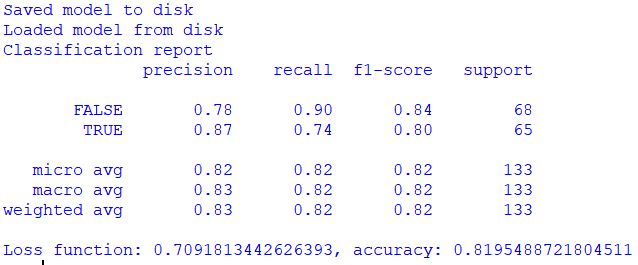 Saved model to disk
Loaded model from disk
Classification report
precision recall f1-score support
FALSE 0.78 0.90 0.84 68
TRUE 0.87 0.74 0.80 65
micro avg 0.82 0.82 0.82 133
macro avg 0.83 0.82 0.82 133
weighted avg 0.83 0.82 0.82 133
Loss function: 0.7091813442626393, accuracy: 0.8195488721804511